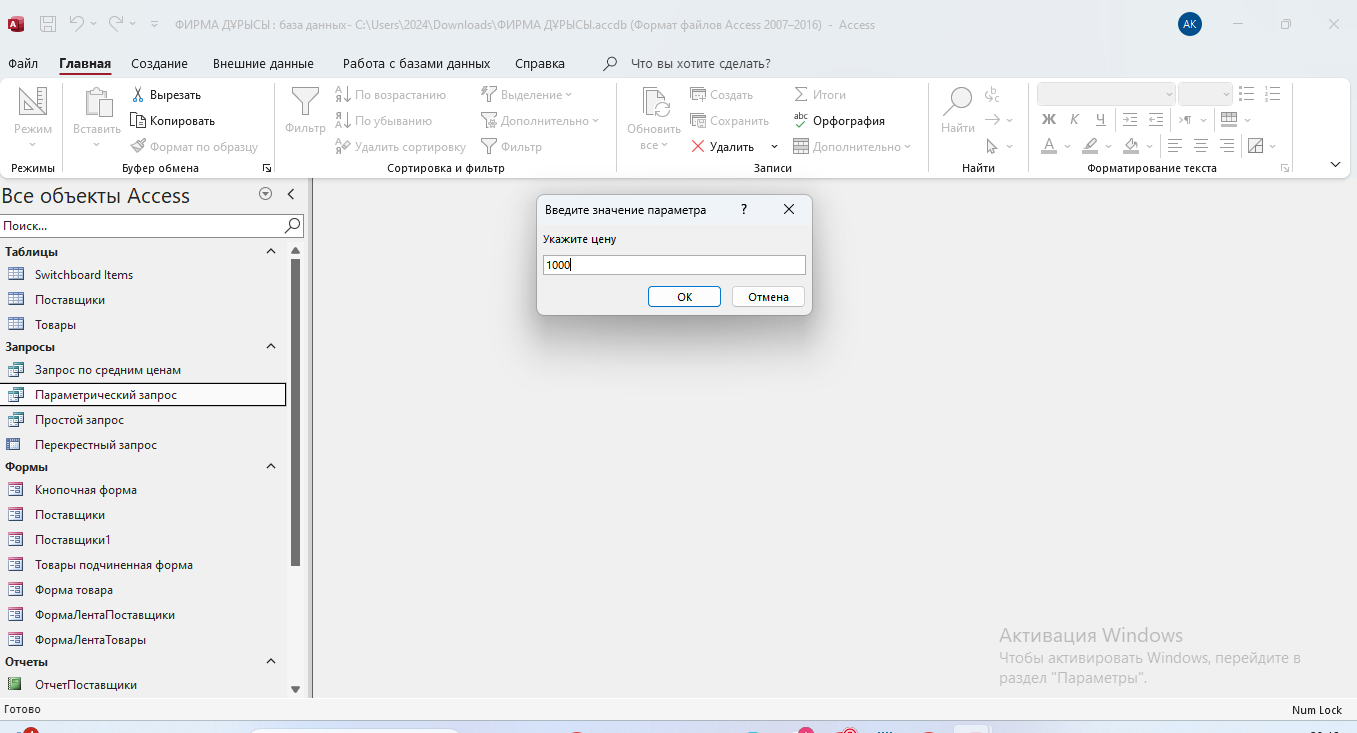 ФИРМА ДҰРЫСЫ : база данных- C:\Users\2024\Downloads\ФИРМА ДҰРЫСЫ.accdb (Формат файлов Access 2007–2016) - Access
АК
Файл Главная Создание Внешние данные Работа с базами данных Справка Что вы хотите сделать?
Режим
Режимы
Вставить
Вырезать
Копировать
Формат по образцу
Буфер обмена
Фильтр
По возрастанию
По убыванию
Удалить сортировку
Выделение
Дополнительно
Фильтр
Сортировка и фильтр
Обновить
все
Создать
Сохранить
Удалить
Итоги
Орфография
Дополнительно
Записи
Найти
Найти
Ж К Ч
Форматирование текста
Все объекты Access
Поиск...
Таблицы
Switchboard Items
Поставщики
Товары
Запросы
Запрос по средним ценам
Параметрический запрос
Простой запрос
Перекрестный запрос
Формы
Кнопочная форма
Поставщики
Поставщики1
Товары подчиненная форма
Форма товара
ФормаЛентаПоставщики
ФормаЛентаТовары
Отчеты
ОтчетПоставщики
Введите значение параметра ?
Укажите цену
1000
ОК Отмена
Активация Windows
Чтобы активировать Windows, перейдите в
раздел "Параметры".
Готово
Num Lock